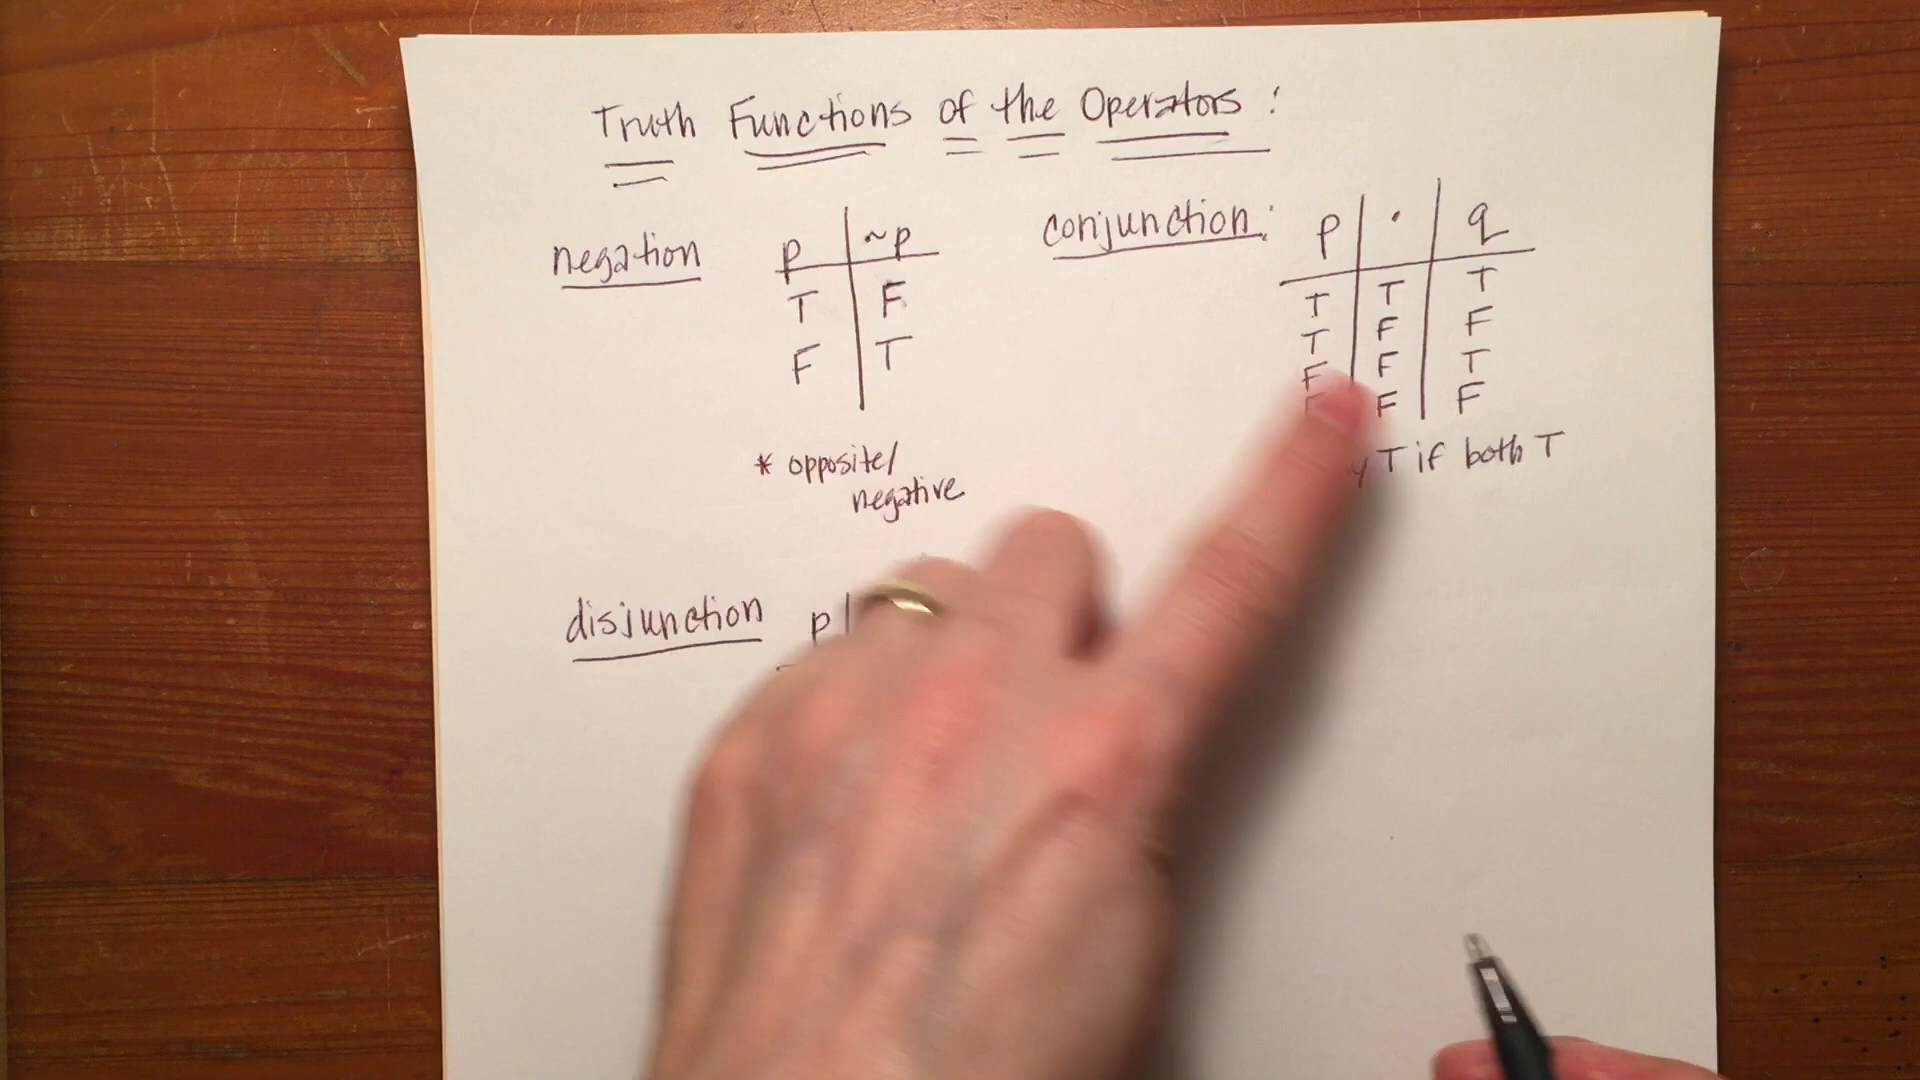 Truth Functions of the Operators :
negation
p ~p
T F
F T
* opposite/
negative
conjunction:
p · q
T T T
T F F
F F T
F F F
T if both T
disjunction p